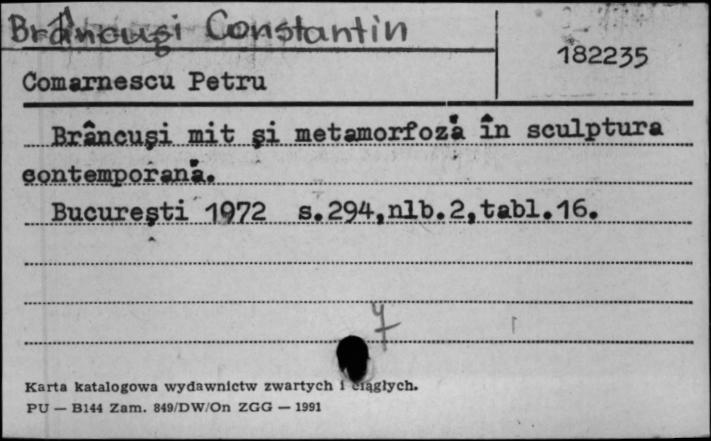 Brâncuşi Constantin
182235
Comarnescu Petru
Brâncuşi mit şi metamorfoză în sculptura
contemporană.
Bucureşti 1972 s.294,nlb.2,tabl.16.
Karta katalogowa wydawnictw zwartych i ciągłych.
PU — B144 Zam. 849/DW/On ZGG — 1991